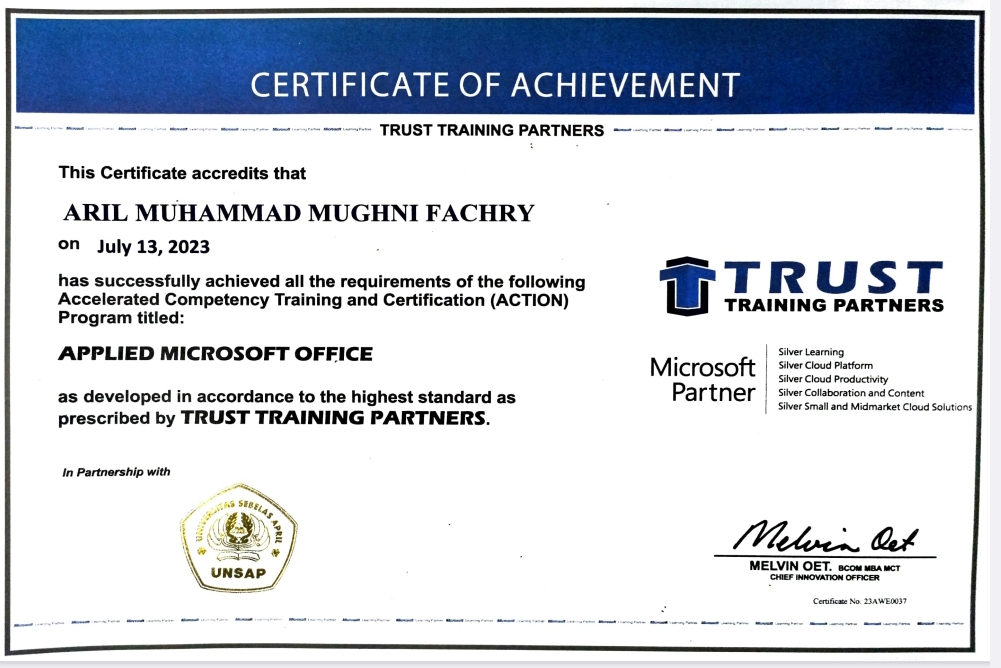 CERTIFICATE OF ACHIEVEMENT
TRUST TRAINING PARTNERS
This Certificate accredits that
ARIL MUHAMMAD MUGHNI FACHRY
on July 13, 2023
has successfully achieved all the requirements of the following
Accelerated Competency Training and Certification (ACTION)
Program titled:
APPLIED MICROSOFT OFFICE
as developed in accordance to the highest standard as
prescribed by TRUST TRAINING PARTNERS.
TRUST
TRAINING PARTNERS
Microsoft
Partner
Silver Learning
Silver Cloud Platform
Silver Cloud Productivity
Silver Collaboration and Content
Silver Small and Midmarket Cloud Solutions
In Partnership with
UNIVERSITAS SEBELAS APRIL
UNSAP
Melvin Oet
MELVIN OET. BCOM MBA MCT
CHIEF INNOVATION OFFICER
Certificate No. 23AWE0037